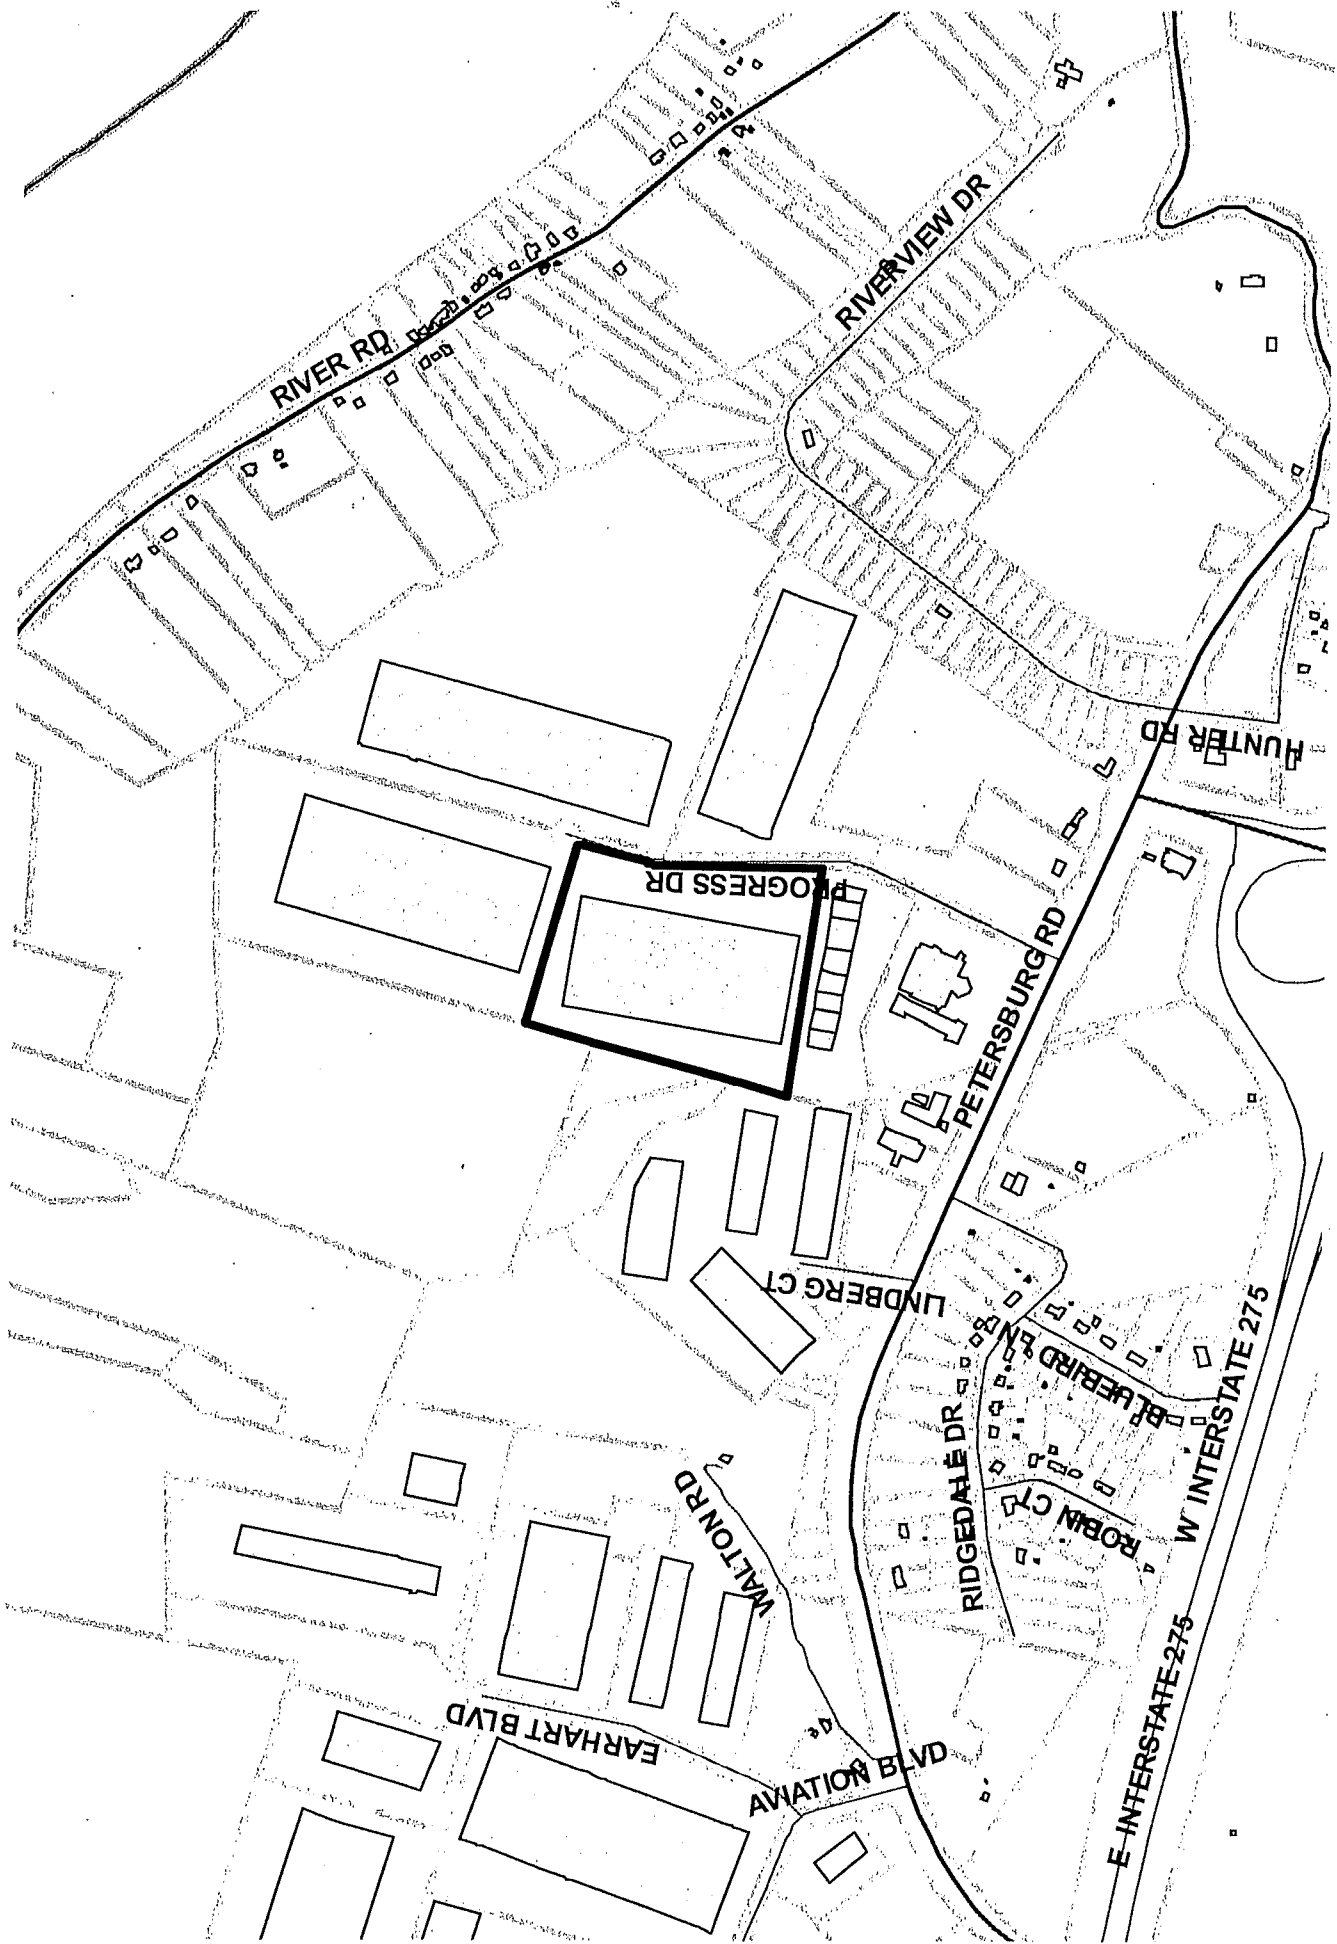 RIVER RD
RIVERVIEW DR
HUNTER RD
PROGRESS DR
PETERSBURG RD
LINDBERG CT
BLUEBIRD LN
RIDGEDALE DR
ROBIN CT
W INTERSTATE 275
E INTERSTATE 275
WALTON RD
EARHART BLVD
AVIATION BLVD